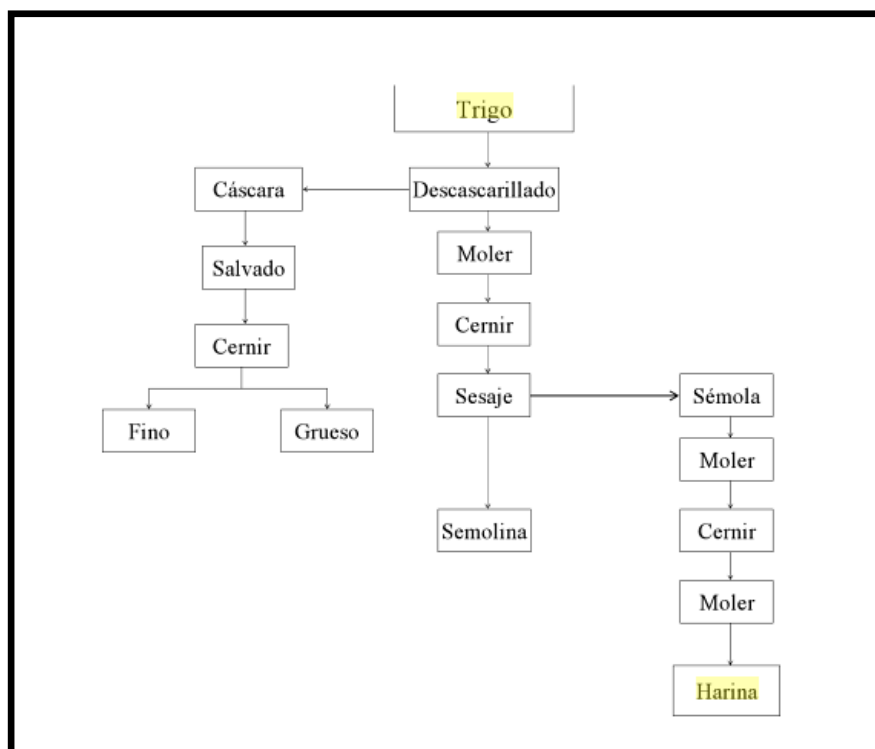 Trigo
Cáscara
Descascarillado
Moler
Salvado
Cernir
Cernir
Sesaje
Sémola
Fino
Grueso
Moler
Semolina
Cernir
Moler
Harina